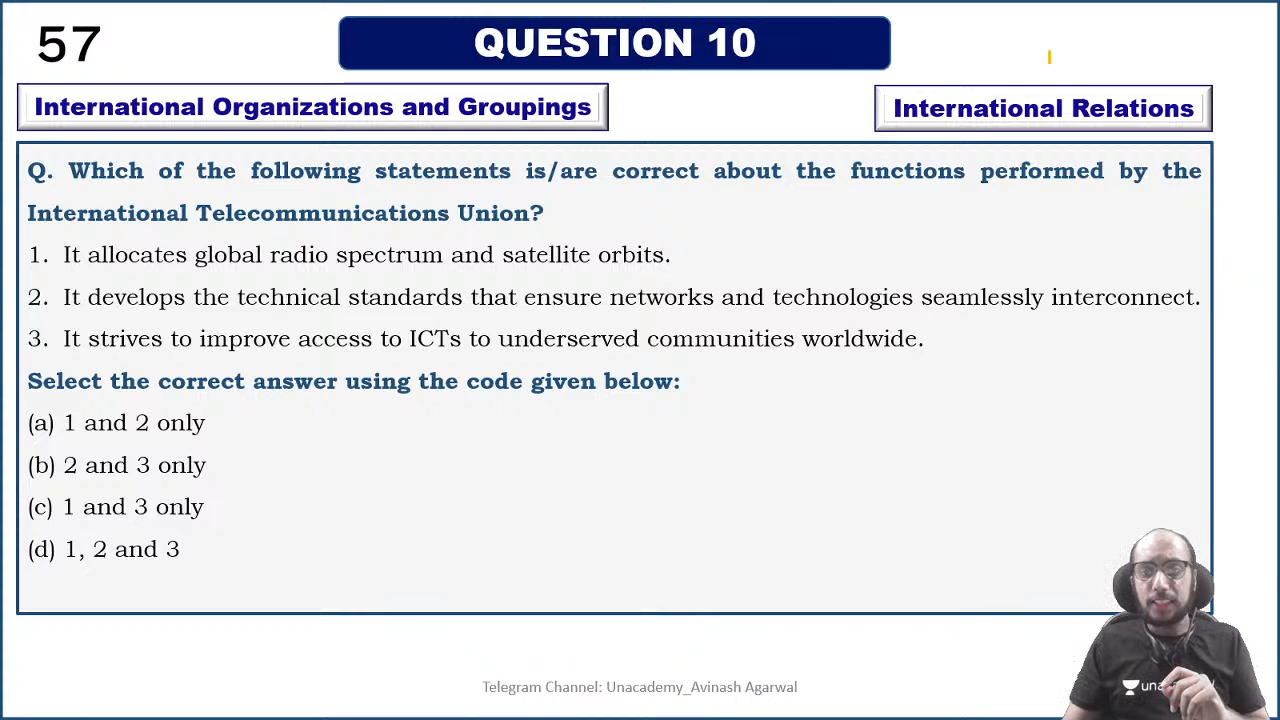 57
QUESTION 10
International Organizations and Groupings
International Relations
Q. Which of the following statements is/are correct about the functions performed by the
International Telecommunications Union?
1. It allocates global radio spectrum and satellite orbits.
2. It develops the technical standards that ensure networks and technologies seamlessly interconnect.
3. It strives to improve access to ICTs to underserved communities worldwide.
Select the correct answer using the code given below:
(a) 1 and 2 only
(b) 2 and 3 only
(c) 1 and 3 only
(d) 1, 2 and 3
Telegram Channel: Unacademy_Avinash Agarwal